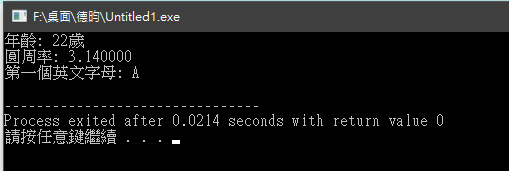 F:\桌面\德昀\Untitled1.exe
年齡: 22歲
圓周率: 3.140000
第一個英文字母: A
--------------------------------
Process exited after 0.0214 seconds with return value 0
請按任意鍵繼續 . . .